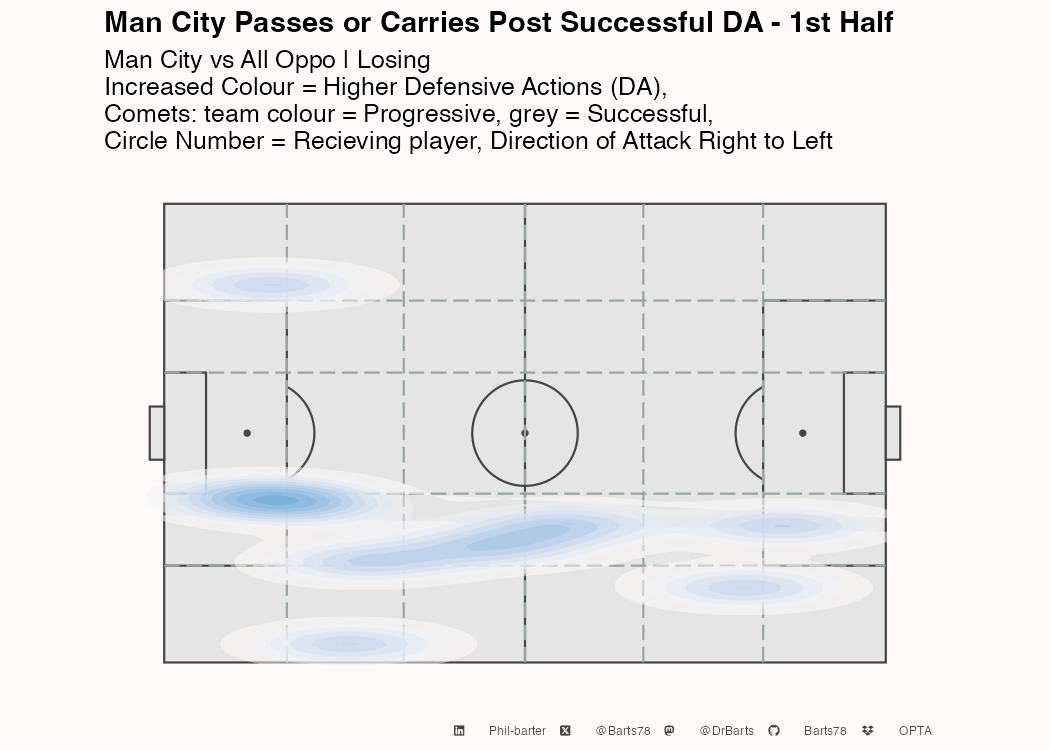 Man City Passes or Carries Post Successful DA - 1st Half
Man City vs All Oppo | Losing
Increased Colour = Higher Defensive Actions (DA),
Comets: team colour = Progressive, grey = Successful,
Circle Number = Recieving player, Direction of Attack Right to Left
Phil-barter @Barts78 @DrBarts Barts78 OPTA